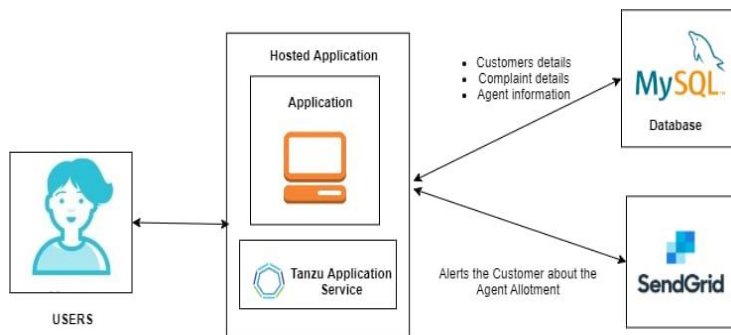 Hosted Application
Application
Tanzu Application
Service
USERS
▪ Customers details
▪ Complaint details
▪ Agent information
MySQL™
Database
Alerts the Customer about the
Agent Allotment
SendGrid